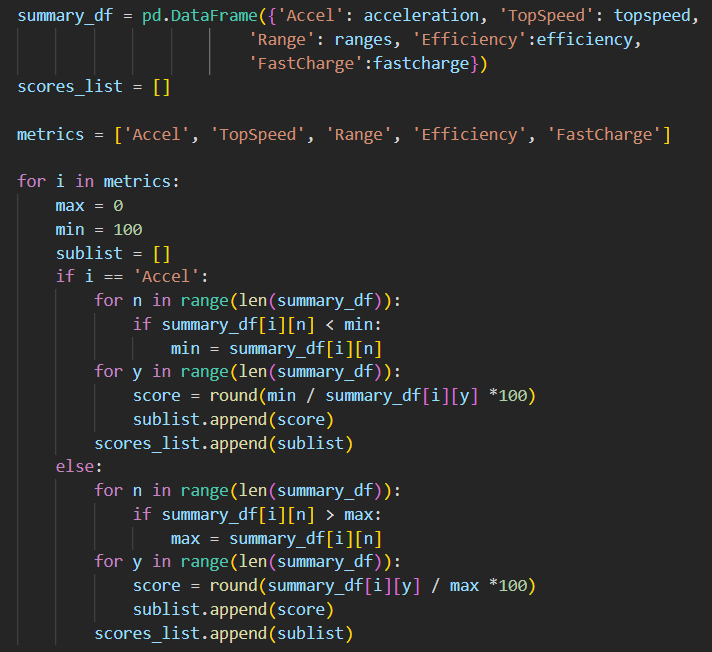 summary_df = pd.DataFrame({'Accel': acceleration, 'TopSpeed': topspeed,
                        'Range': ranges, 'Efficiency':efficiency,
                        'FastCharge':fastcharge})
scores_list = []

metrics = ['Accel', 'TopSpeed', 'Range', 'Efficiency', 'FastCharge']

for i in metrics:
    max = 0
    min = 100
    sublist = []
    if i == 'Accel':
        for n in range(len(summary_df)):
            if summary_df[i][n] < min:
                min = summary_df[i][n]
        for y in range(len(summary_df)):
            score = round(min / summary_df[i][y] *100)
            sublist.append(score)
        scores_list.append(sublist)
    else:
        for n in range(len(summary_df)):
            if summary_df[i][n] > max:
                max = summary_df[i][n]
        for y in range(len(summary_df)):
            score = round(summary_df[i][y] / max *100)
            sublist.append(score)
        scores_list.append(sublist)